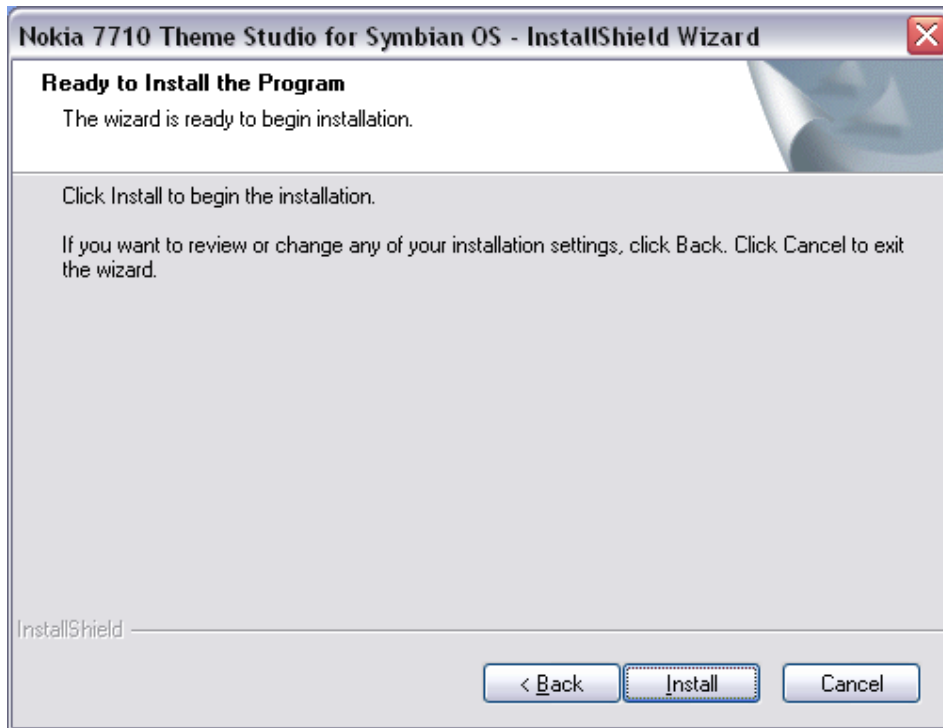 Nokia 7710 Theme Studio for Symbian OS - InstallShield Wizard
Ready to Install the Program
The wizard is ready to begin installation.
Click Install to begin the installation.
If you want to review or change any of your installation settings, click Back. Click Cancel to exit
the wizard.
InstallShield
< Back
Install
Cancel